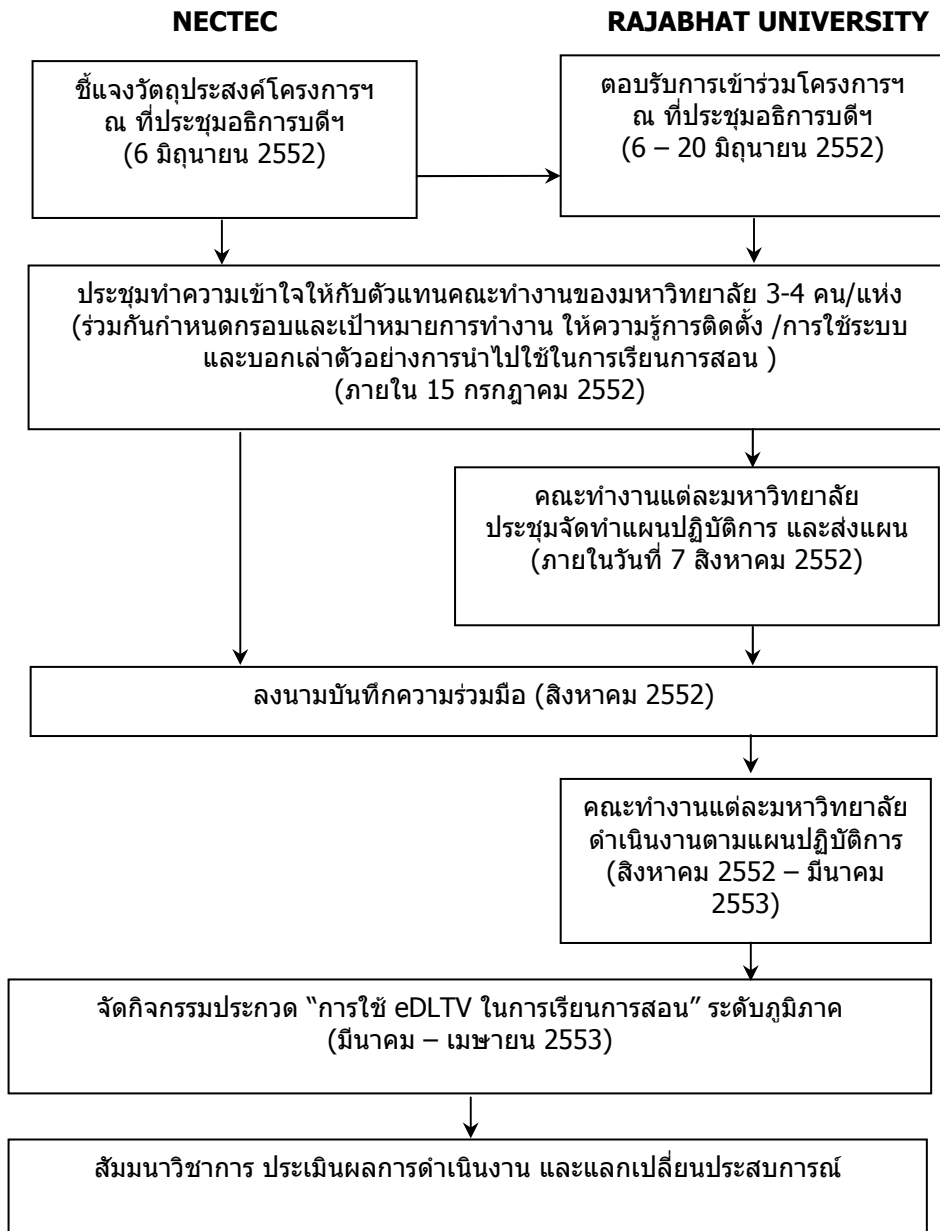 NECTEC
RAJABHAT UNIVERSITY
ชี้แจงวัตถุประสงค์โครงการฯ
ณ ที่ประชุมอธิการบดีฯ
(6 มิถุนายน 2552)
ตอบรับการเข้าร่วมโครงการฯ
ณ ที่ประชุมอธิการบดีฯ
(6 – 20 มิถุนายน 2552)
ประชุมทำความเข้าใจให้กับตัวแทนคณะทำงานของมหาวิทยาลัย 3-4 คน/แห่ง
(ร่วมกันกำหนดกรอบและเป้าหมายการทำงาน ให้ความรู้การติดตั้ง /การใช้ระบบ
และบอกเล่าตัวอย่างการนำไปใช้ในการเรียนการสอน )
(ภายใน 15 กรกฎาคม 2552)
คณะทำงานแต่ละมหาวิทยาลัย
ประชุมจัดทำแผนปฏิบัติการ และส่งแผน
(ภายในวันที่ 7 สิงหาคม 2552)
ลงนามบันทึกความร่วมมือ (สิงหาคม 2552)
คณะทำงานแต่ละมหาวิทยาลัย
ดำเนินงานตามแผนปฏิบัติการ
(สิงหาคม 2552 – มีนาคม
2553)
จัดกิจกรรมประกวด “การใช้ eDLTV ในการเรียนการสอน” ระดับภูมิภาค
(มีนาคม – เมษายน 2553)
สัมมนาวิชาการ ประเมินผลการดำเนินงาน และแลกเปลี่ยนประสบการณ์